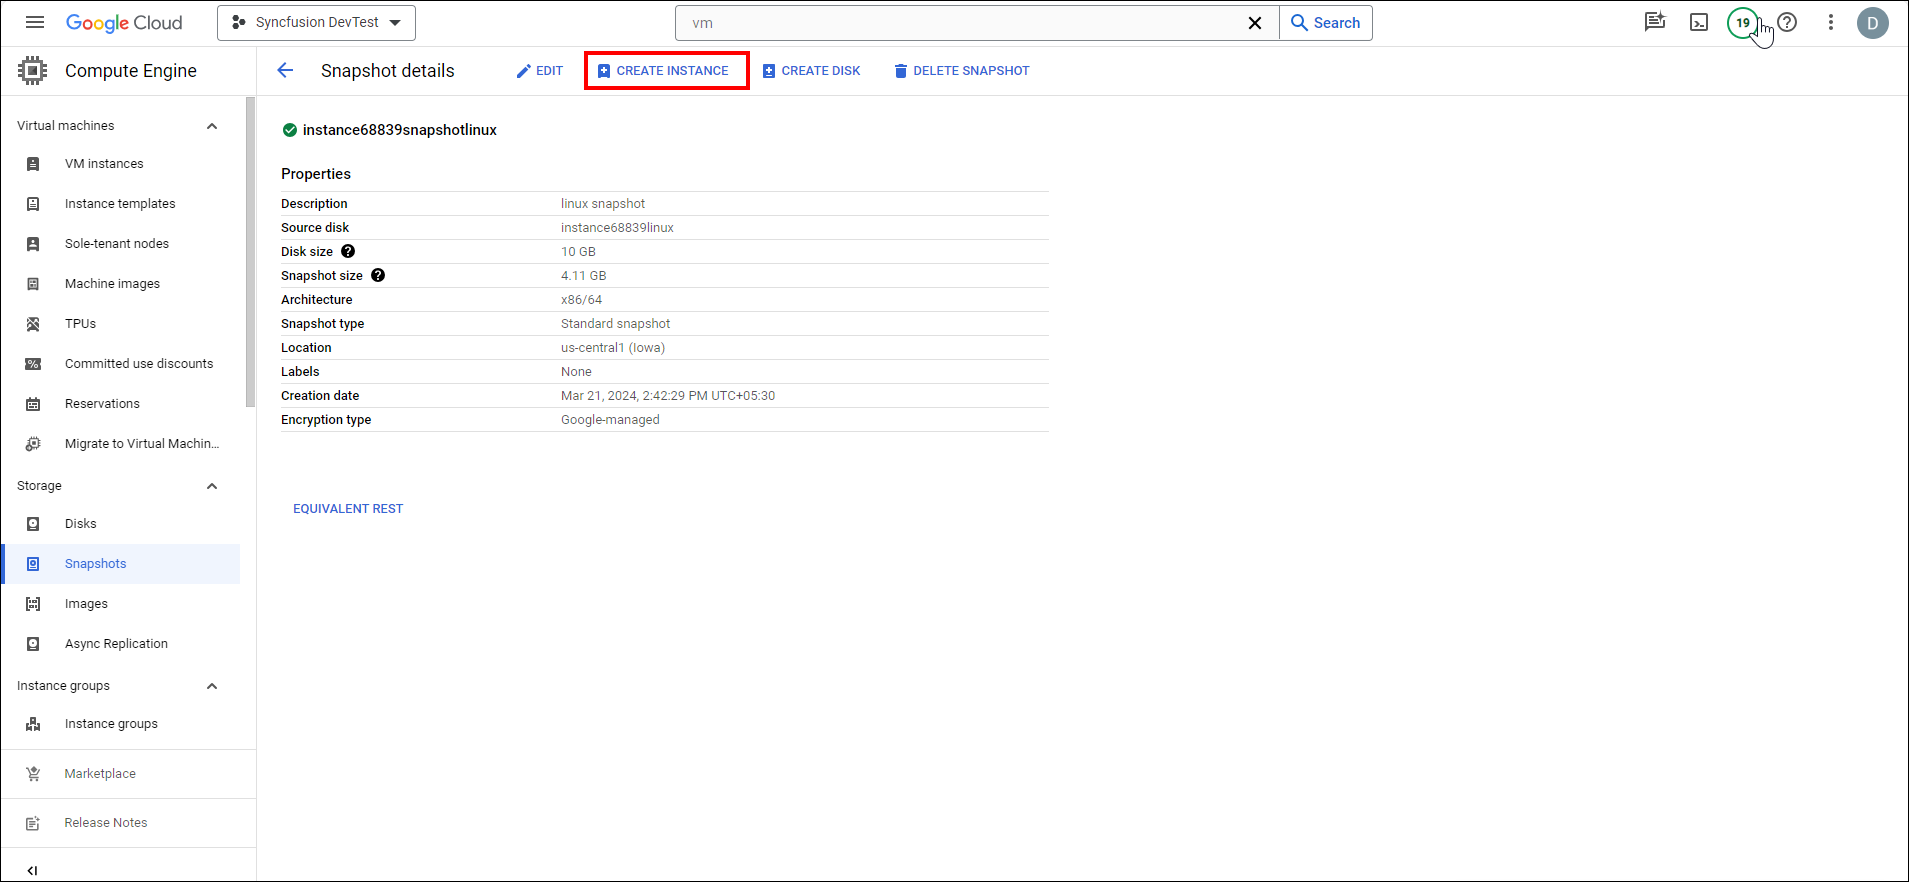 Google Cloud
Syncfusion DevTest
vm
Search
19
D
Compute Engine
Snapshot details
EDIT
CREATE INSTANCE
CREATE DISK
DELETE SNAPSHOT
Virtual machines
VM instances
Instance templates
Sole-tenant nodes
Machine images
TPUs
Committed use discounts
Reservations
Migrate to Virtual Machin...
Storage
Disks
Snapshots
Images
Async Replication
Instance groups
Instance groups
Marketplace
Release Notes
instance68839snapshotlinux
Properties
Description linux snapshot
Source disk instance68839linux
Disk size ? 10 GB
Snapshot size ? 4.11 GB
Architecture x86/64
Snapshot type Standard snapshot
Location us-central1 (Iowa)
Labels None
Creation date Mar 21, 2024, 2:42:29 PM UTC+05:30
Encryption type Google-managed
EQUIVALENT REST